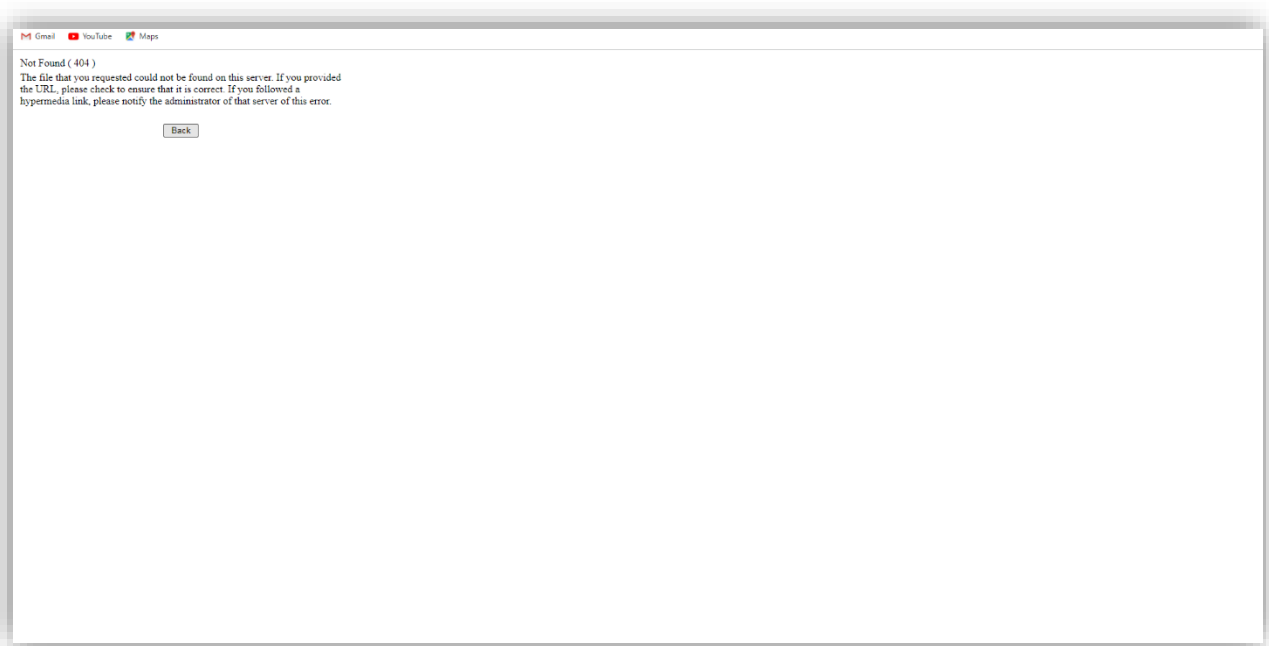 Gmail YouTube Maps
Not Found ( 404 )
The file that you requested could not be found on this server. If you provided
the URL, please check to ensure that it is correct. If you followed a
hypermedia link, please notify the administrator of that server of this error.
Back